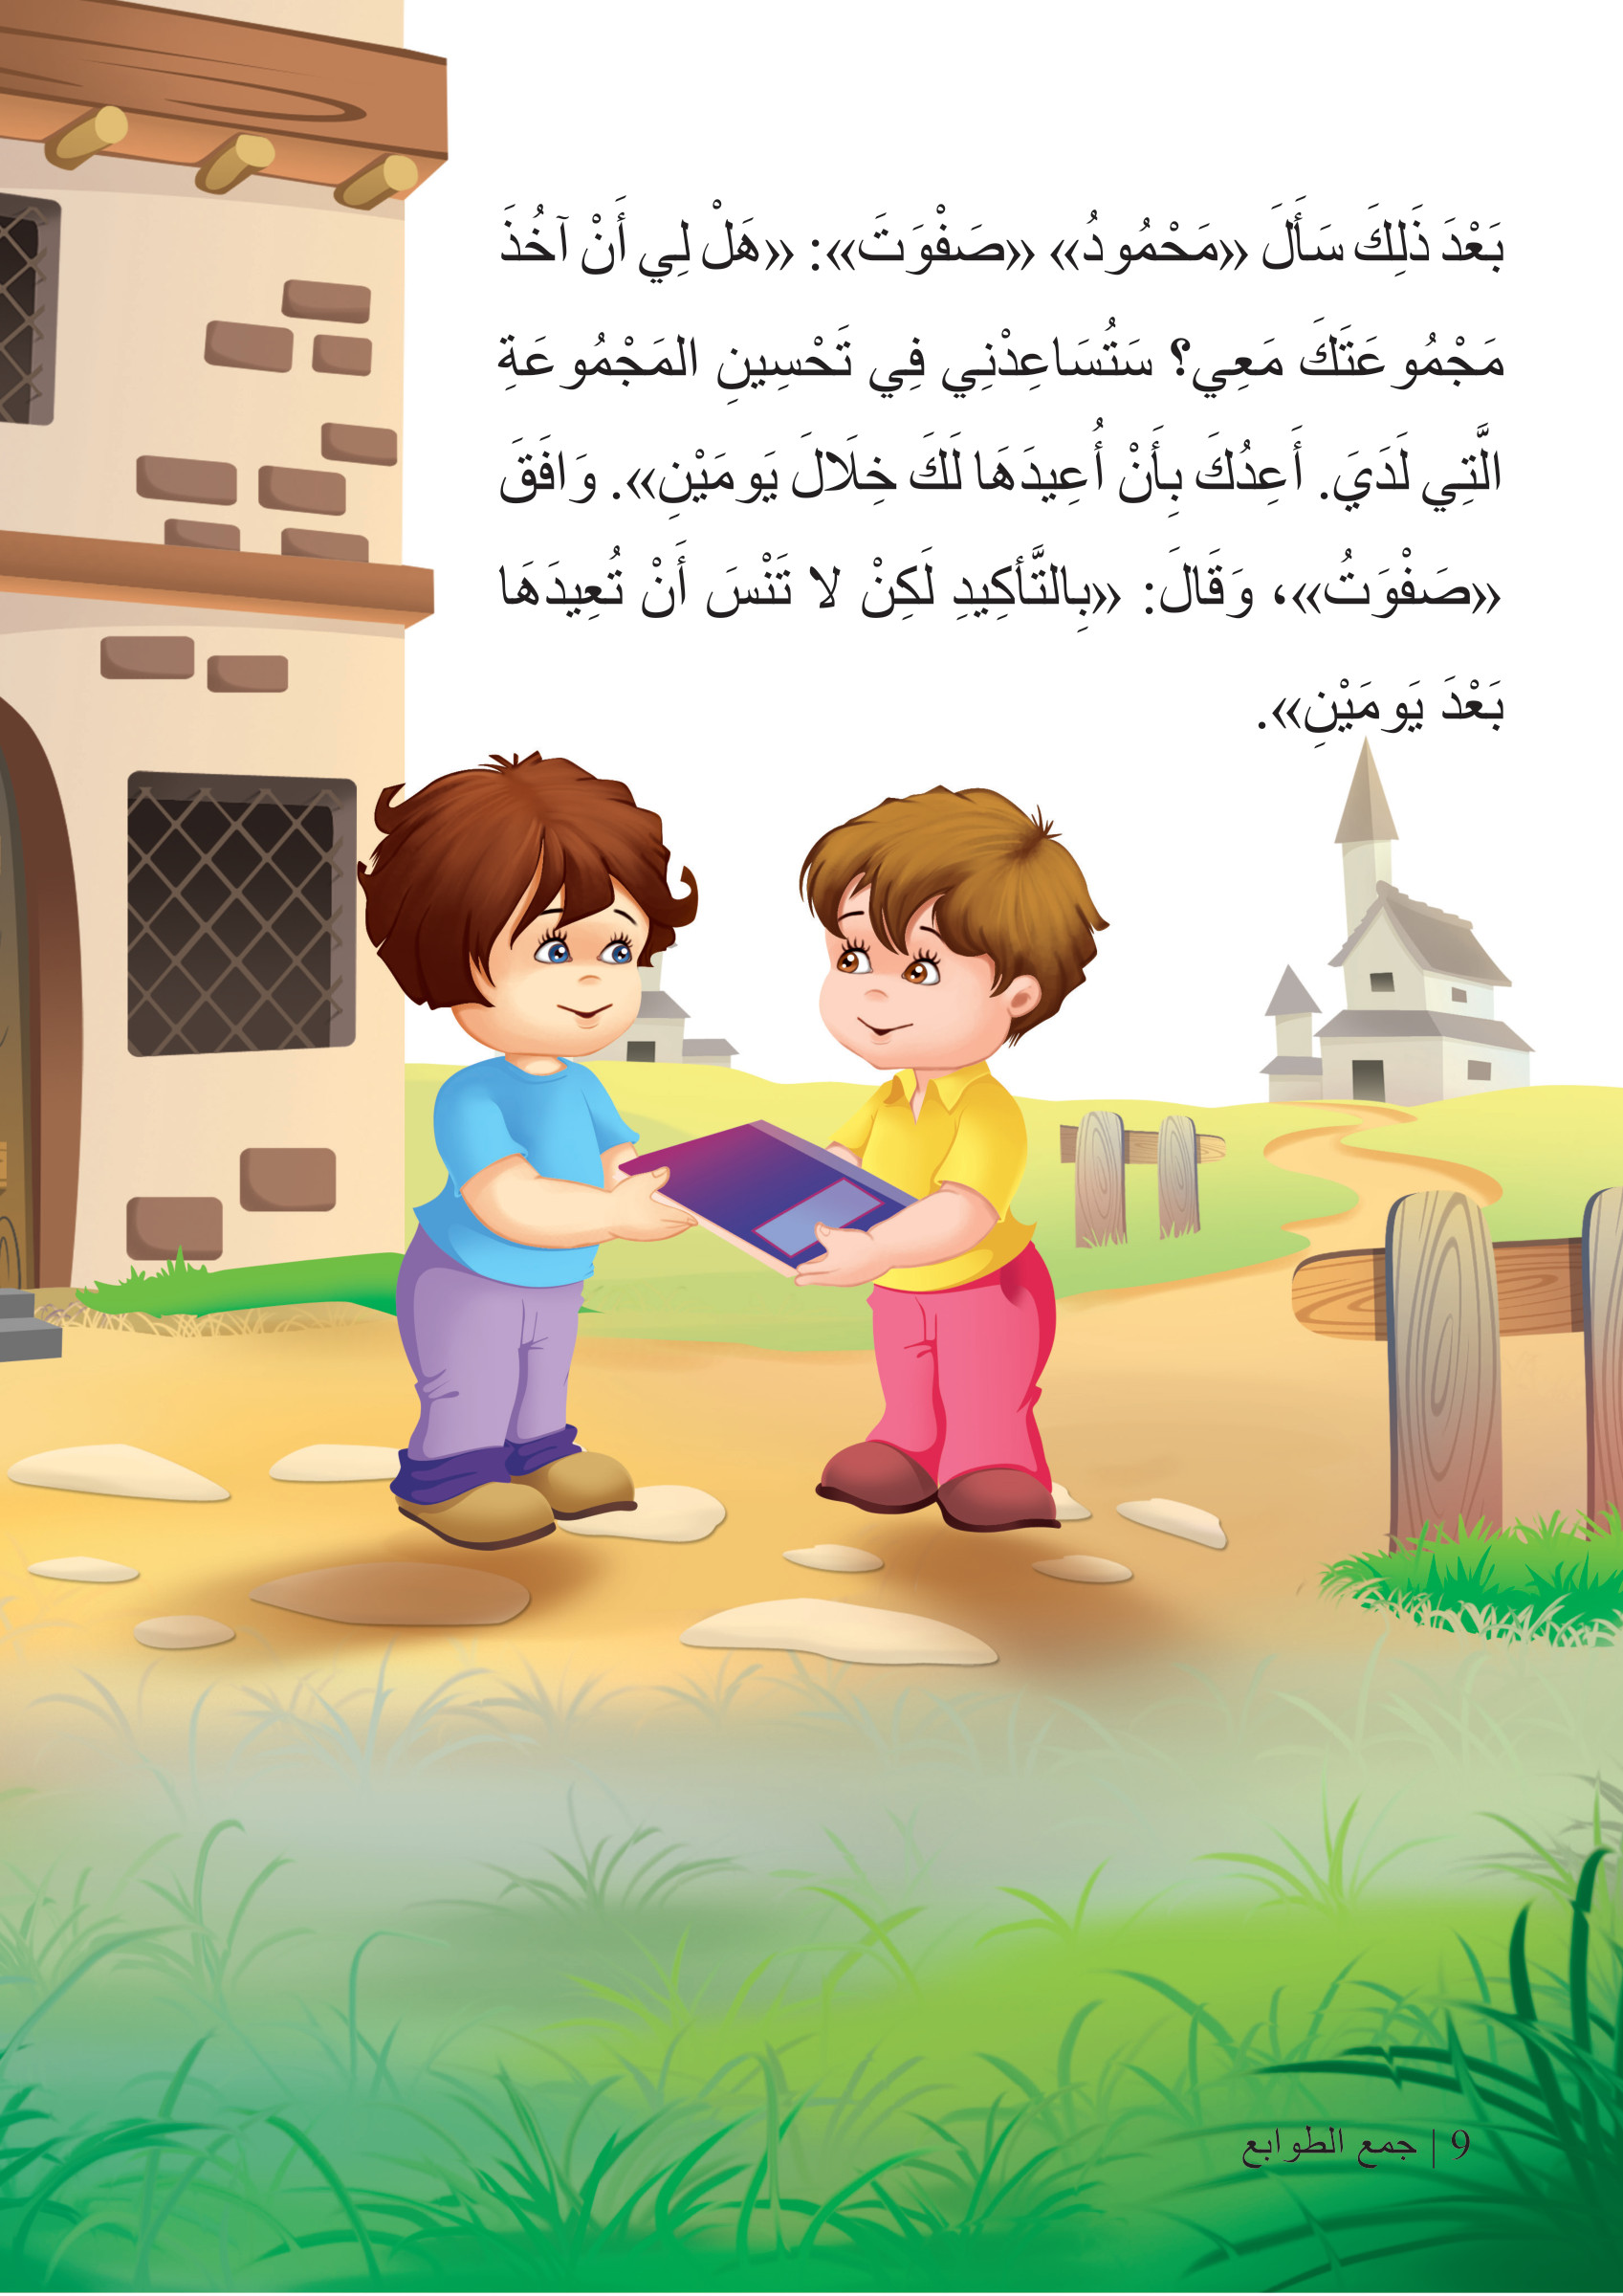 بَعْدَ ذَلِكَ سَأَلَ «مَحْمُودُ» «صَفْوَتَ»: «هَلْ لِي أَنْ آخُذَ
مَجْمُوعَتَكَ مَعِي؟ سَتُسَاعِدْنِي فِي تَحْسِينِ المَجْمُوعَةِ
الَّتِي لَدَيَ. أَعِدُكَ بِأَنْ أُعِيدَهَا لَكَ خِلَالَ يَومَيْنِ». وَافَقَ
«صَفْوَتُ»، وَقَالَ: «بِالتَّأكِيدِ لَكِنْ لا تَنْسَ أَنْ تُعِيدَهَا
بَعْدَ يَومَيْنِ».
9 | جمع الطوابع